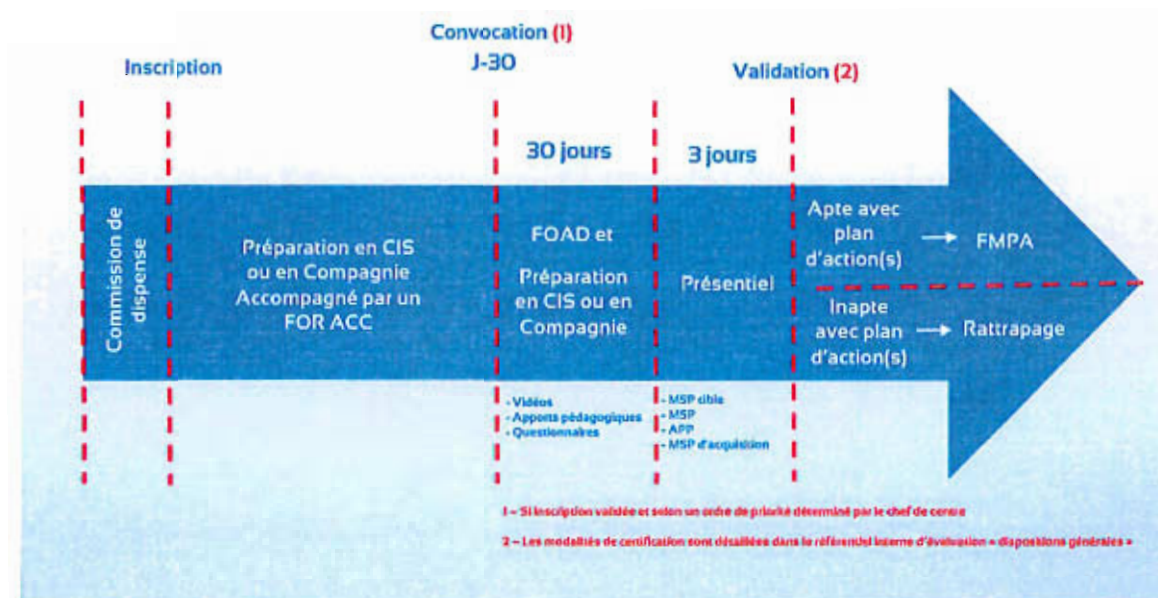 Convocation (1)
J-30
Inscription
Validation (2)
30 jours
3 jours
Commission de
dispense
Préparation en CIS
ou en Compagnie
Accompagné par un
FOR ACC
FOAD et
Préparation
en CIS ou en
Compagnie
Présentiel
Apte avec
plan
d'action(s)
→ FMPA
Inapte
avec plan
d'action(s)
→ Rattrapage
- Vidéos
- Apports pédagogiques
- Questionnaires
- MSP cible
- MSP
- APP
- MSP d'acquisition
1 – Si inscription validée et selon un ordre de priorité déterminé par le chef de centre
2 – Les modalités de certification sont détaillées dans le référentiel interne d'évaluation « dispositions générales »